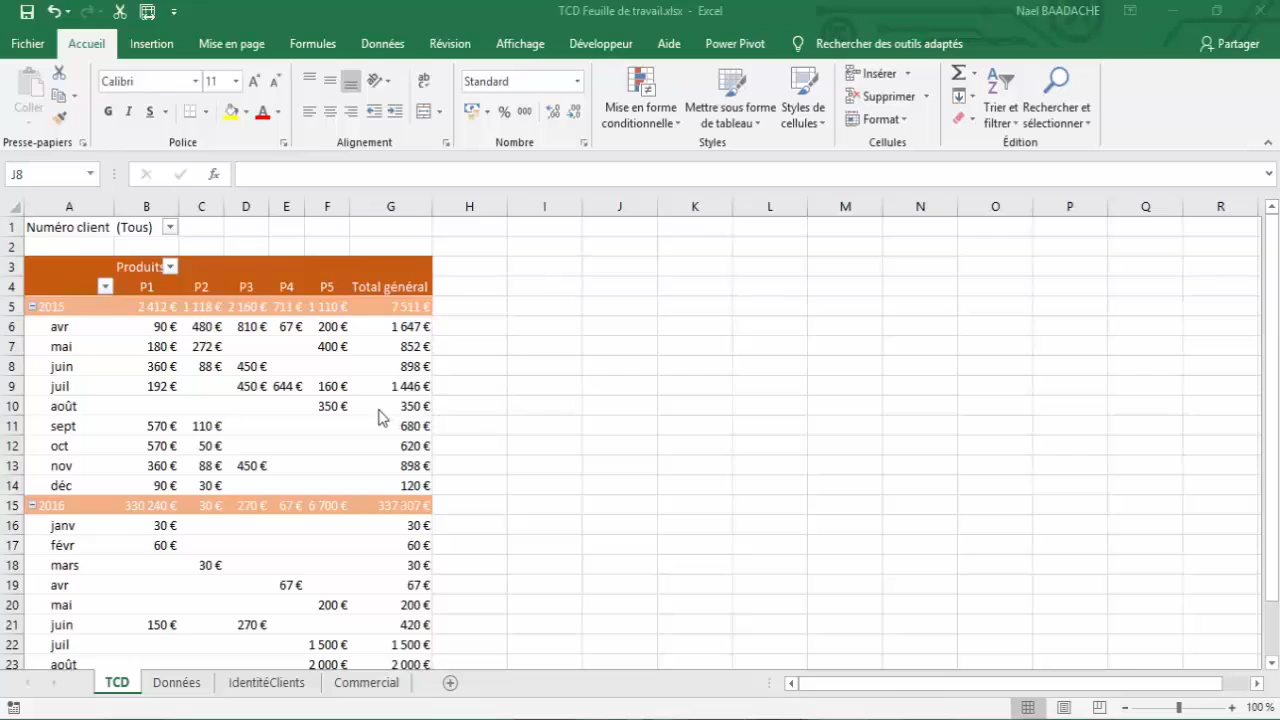 TCD Feuille de travail.xlsx - Excel
Nael BAADACHE
Fichier Accueil Insertion Mise en page Formules Données Révision Affichage Développeur Aide Power Pivot Rechercher des outils adaptés Partager
Coller
Calibri 11
G I S
Standard
% 000
Mise en forme conditionnelle
Mettre sous forme de tableau
Styles de cellules
Insérer
Supprimer
Format
Trier et filtrer
Rechercher et sélectionner
Presse-papiers Police Alignement Nombre Styles Cellules Édition
J8 fx
A B C D E F G H I J K L M N O P Q R
1 Numéro client (Tous)
2
3 Produits
4 P1 P2 P3 P4 P5 Total général
5 2015 2 412 € 1 118 € 2 160 € 711 € 1 110 € 7 511 €
6 avr 90 € 480 € 810 € 67 € 200 € 1 647 €
7 mai 180 € 272 € 400 € 852 €
8 juin 360 € 88 € 450 € 898 €
9 juil 192 € 450 € 644 € 160 € 1 446 €
10 août 350 € 350 €
11 sept 570 € 110 € 680 €
12 oct 570 € 50 € 620 €
13 nov 360 € 88 € 450 € 898 €
14 déc 90 € 30 € 120 €
15 2016 330 240 € 30 € 270 € 67 € 6 700 € 337 307 €
16 janv 30 € 30 €
17 févr 60 € 60 €
18 mars 30 € 30 €
19 avr 67 € 67 €
20 mai 200 € 200 €
21 juin 150 € 270 € 420 €
22 juil 1 500 € 1 500 €
23 août 2 000 € 2 000 €
TCD Données IdentitéClients Commercial
100 %